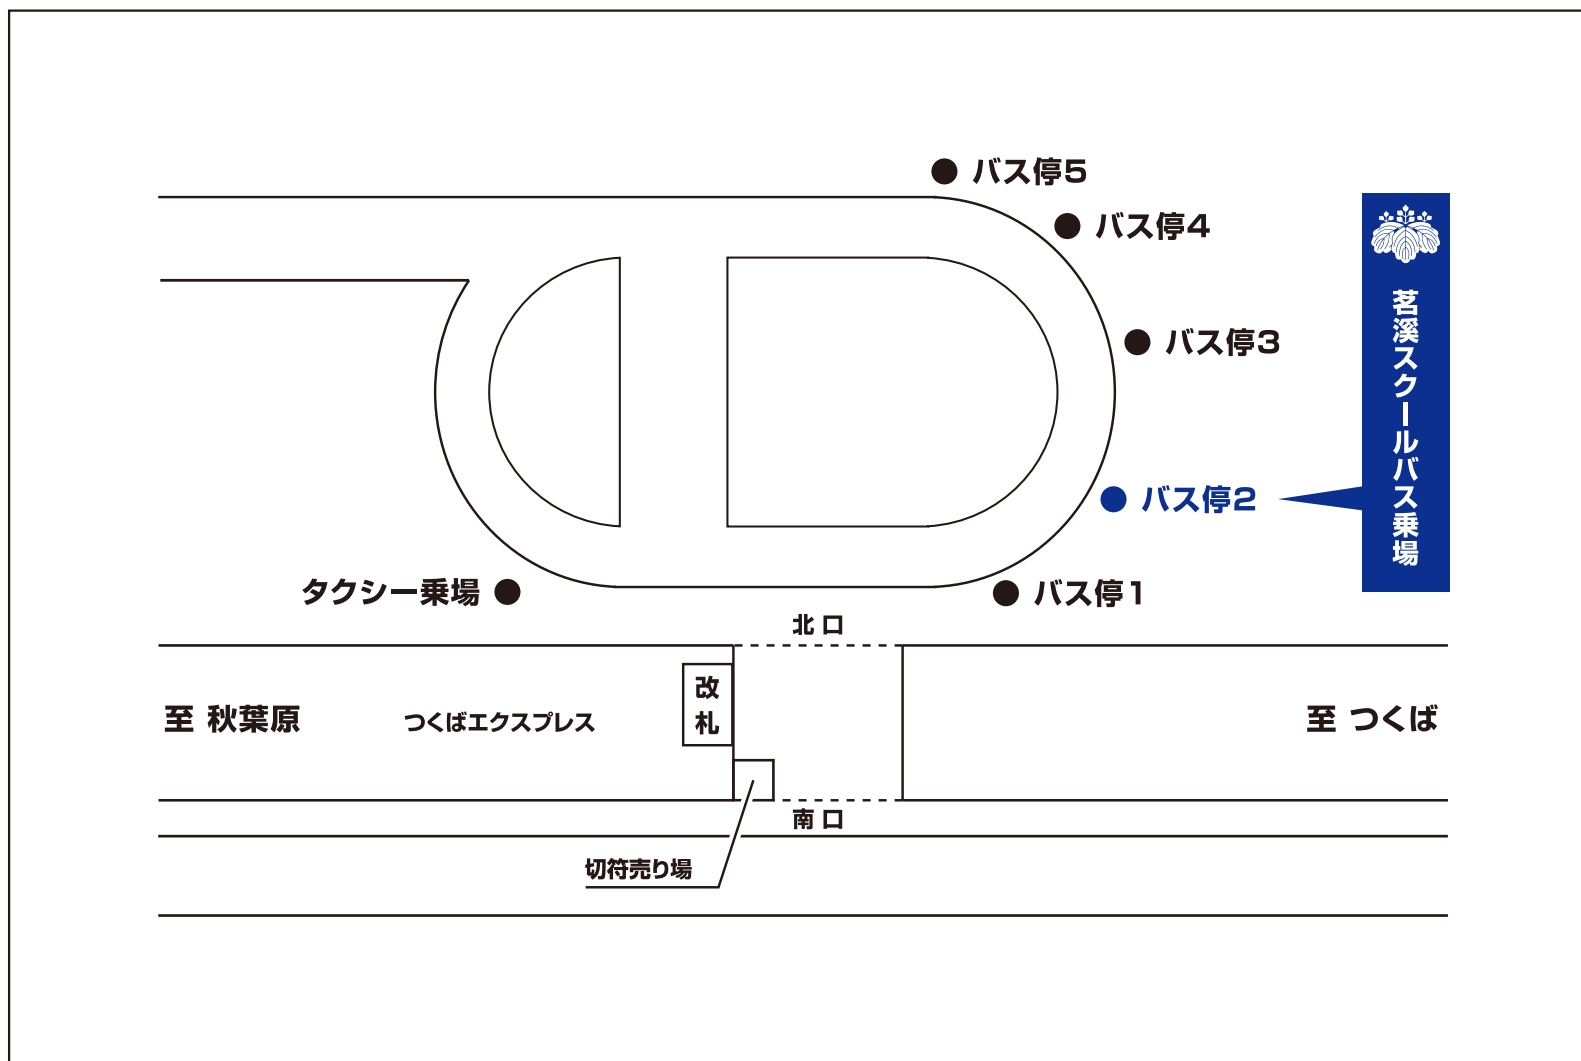 バス停5
バス停4
バス停3
バス停2
茗溪スクールバス乗場
タクシー乗場
バス停1
北口
改札
至 秋葉原
つくばエクスプレス
至 つくば
南口
切符売り場